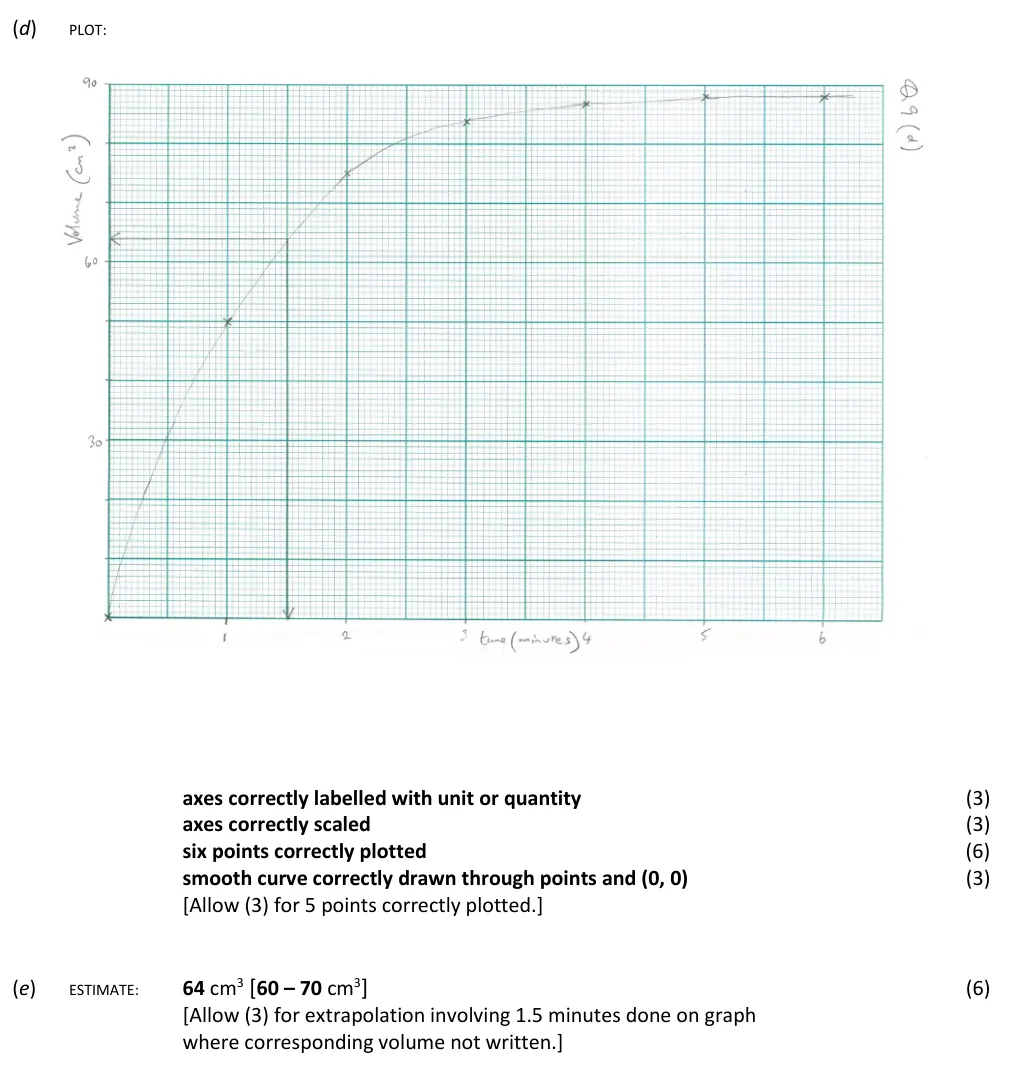 (d) PLOT:
90
Q9 (d)
Volume (cm³)
60
30
1 2 3 time (minutes) 4 5 6
axes correctly labelled with unit or quantity (3)
axes correctly scaled (3)
six points correctly plotted (6)
smooth curve correctly drawn through points and (0, 0) (3)
[Allow (3) for 5 points correctly plotted.]
(e) ESTIMATE: 64 cm³ [60 – 70 cm³] (6)
[Allow (3) for extrapolation involving 1.5 minutes done on graph
where corresponding volume not written.]